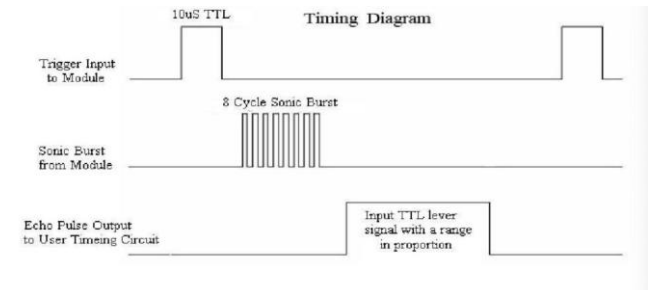 10uS TTL
Timing Diagram
Trigger Input
to Module
8 Cycle Sonic Burst
Sonic Burst
from Module
Echo Pulse Output
to User Timeing Circuit
Input TTL lever
signal with a range
in proportion